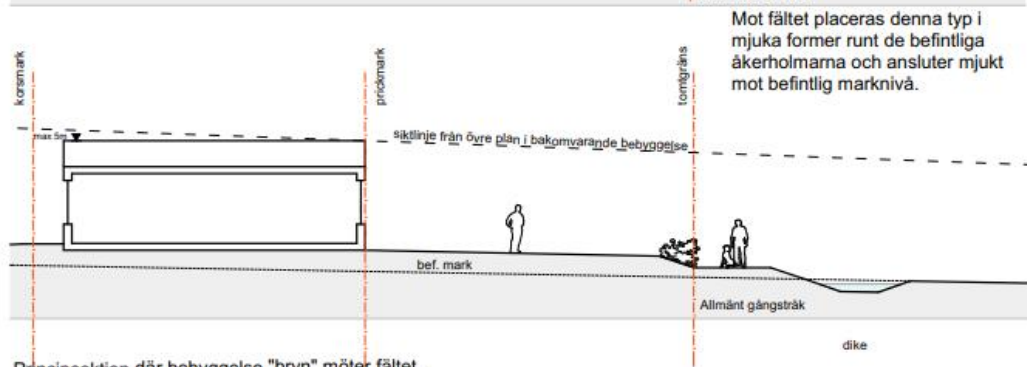 Mot fältet placeras denna typ i
mjuka former runt de befintliga
åkerholmarna och ansluter mjukt
mot befintlig marknivå.
korsmark
prickmark
tomtgräns
max 5m
siktlinje från övre plan i bakomvarande bebyggelse
bef. mark
Allmänt gångstråk
dike
Principsektion där bebyggelse "bryn" möter fältet